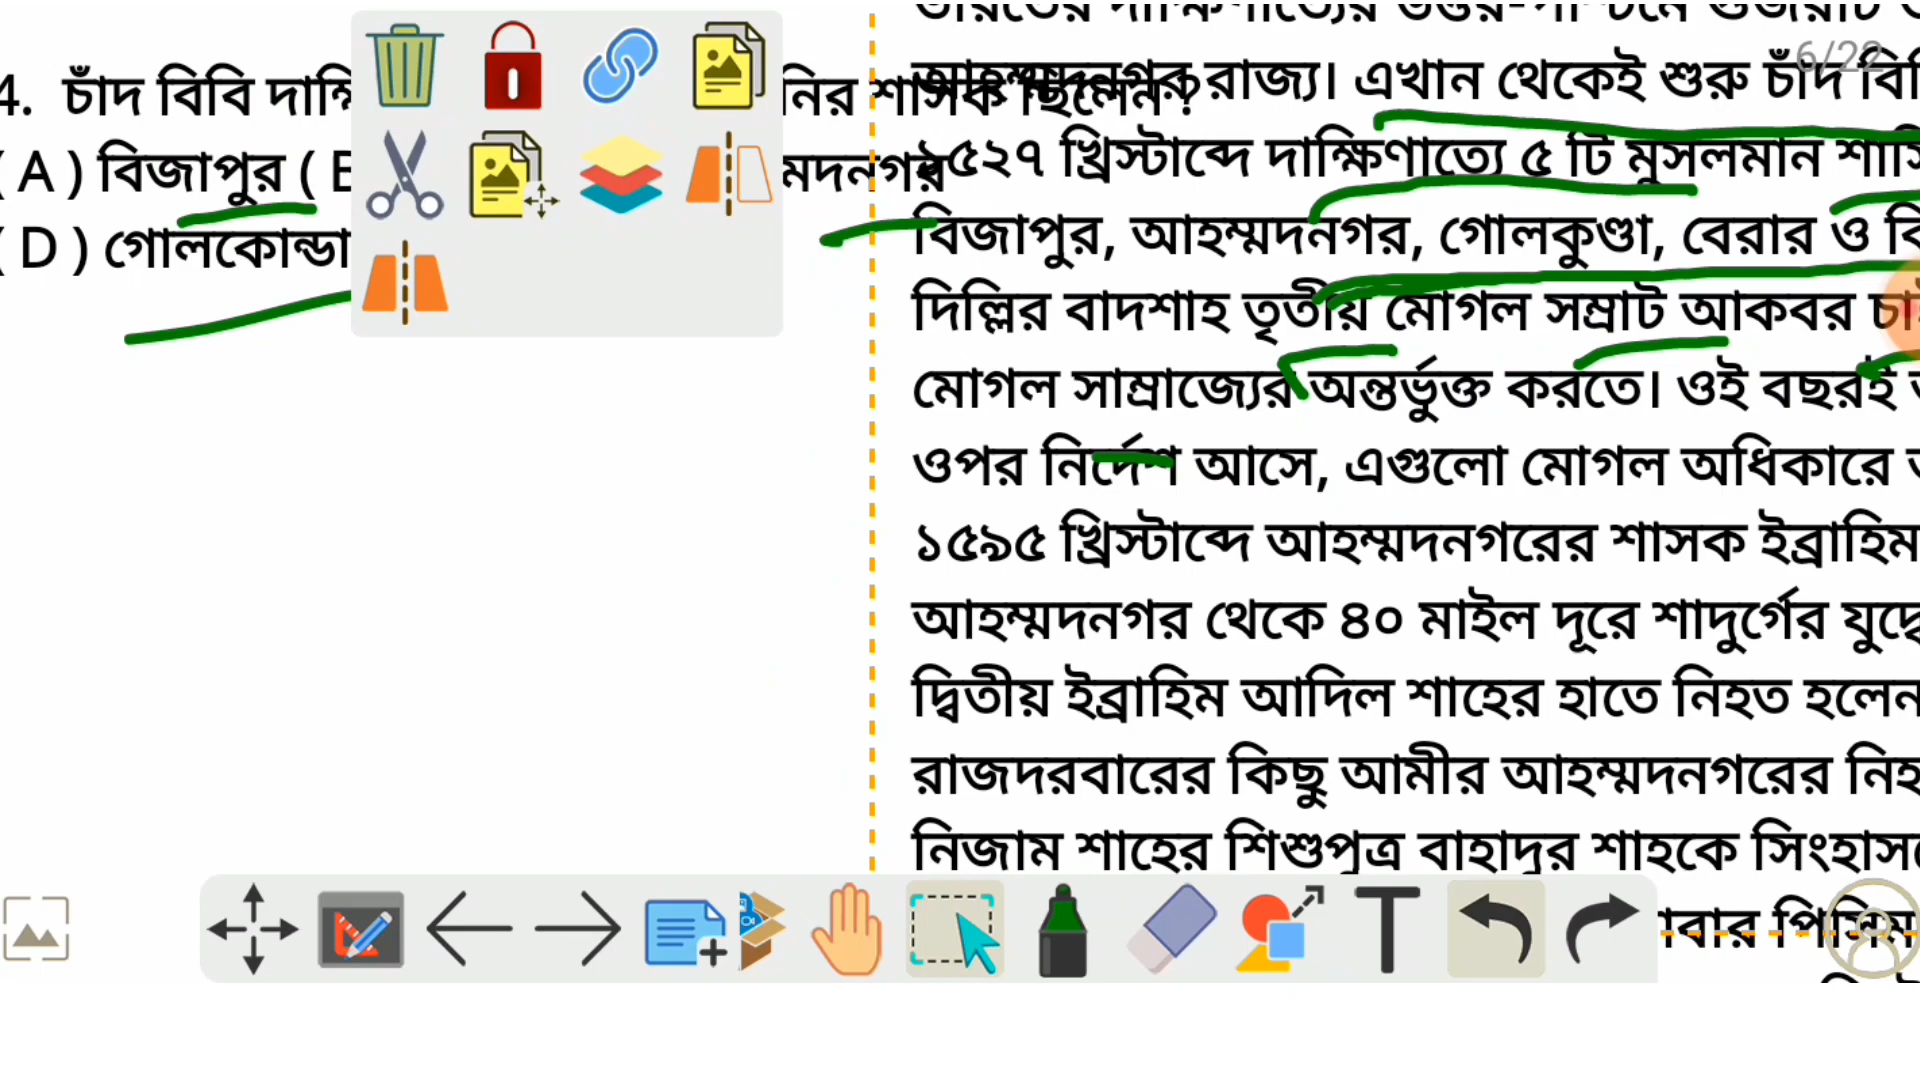 4. চাঁদ বিবি দাক্ষি নির শাসক ছিলেন ?
( A ) বিজাপুর ( B মদনগর
( D ) গোলকোন্ডা
6/22
আহম্মদনগর রাজ্য। এখান থেকেই শুরু চাঁদ বিবি
১৫২৭ খ্রিস্টাব্দে দাক্ষিণাত্যে ৫ টি মুসলমান শাসি
বিজাপুর, আহম্মদনগর, গোলকুণ্ডা, বেরার ও বি
দিল্লির বাদশাহ তৃতীয় মোগল সম্রাট আকবর চাই
মোগল সাম্রাজ্যের অন্তর্ভুক্ত করতে। ওই বছরই
ওপর নির্দেশ আসে, এগুলো মোগল অধিকারে
১৫৯৫ খ্রিস্টাব্দে আহম্মদনগরের শাসক ইব্রাহিম
আহম্মদনগর থেকে ৪০ মাইল দূরে শাদুর্গের যুদ্ধে
দ্বিতীয় ইব্রাহিম আদিল শাহের হাতে নিহত হলেন
রাজদরবারের কিছু আমীর আহম্মদনগরের নিহ
নিজাম শাহের শিশুপুত্র বাহাদুর শাহকে সিংহাস
বার পিসিম